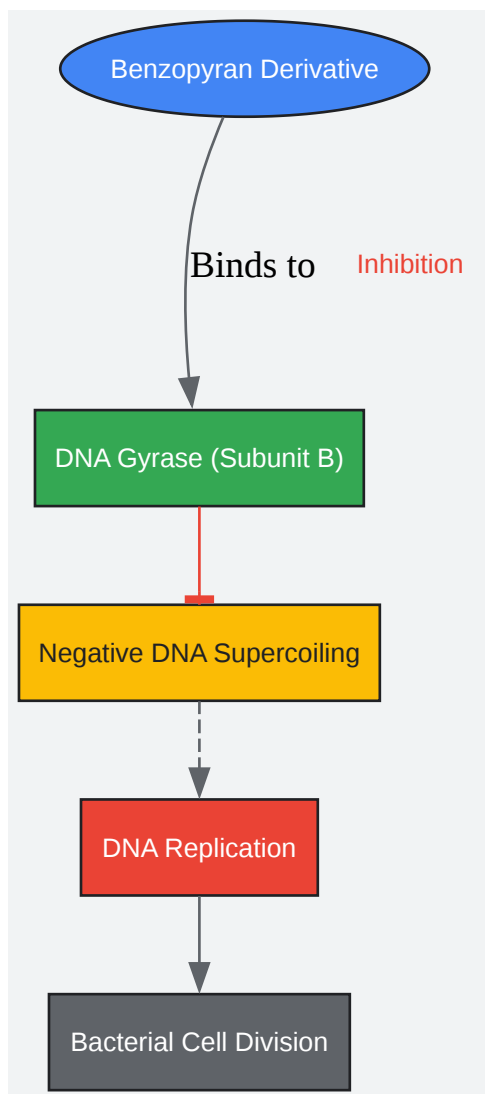 Benzopyran Derivative
Binds to
Inhibition
DNA Gyrase (Subunit B)
Negative DNA Supercoiling
DNA Replication
Bacterial Cell Division